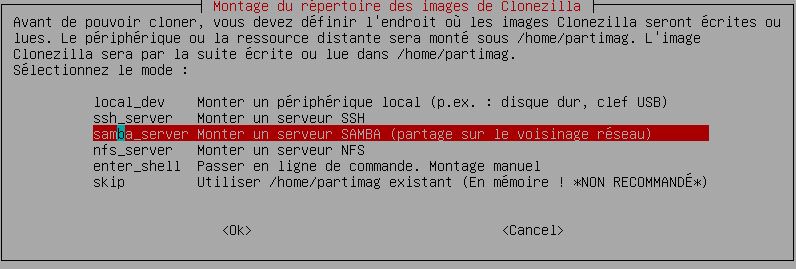 Montage du répertoire des images de Clonezilla
Avant de pouvoir cloner, vous devez définir l'endroit où les images Clonezilla seront écrites ou
lues. Le périphérique ou la ressource distante sera monté sous /home/partimag. L'image
Clonezilla sera par la suite écrite ou lue dans /home/partimag.
Sélectionnez le mode :
local_dev Monter un périphérique local (p.ex. : disque dur, clef USB)
ssh_server Monter un serveur SSH
samba_server Monter un serveur SAMBA (partage sur le voisinage réseau)
nfs_server Monter un serveur NFS
enter_shell Passer en ligne de commande. Montage manuel
skip Utiliser /home/partimag existant (En mémoire ! *NON RECOMMANDÉ*)
<Ok> <Cancel>